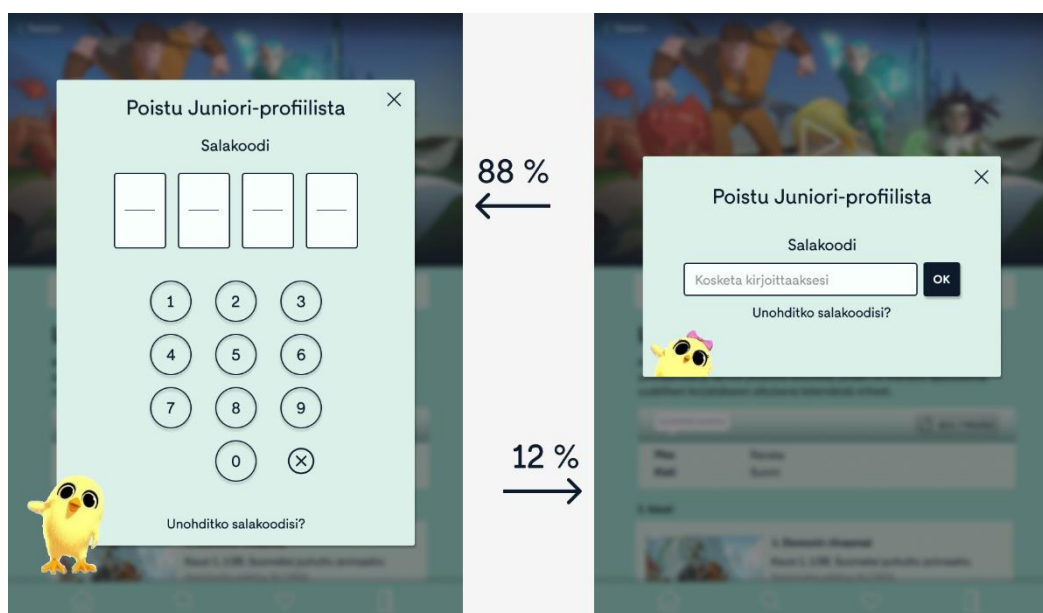 Poistu Juniori-profiilista
Salakoodi
1 2 3
4 5 6
7 8 9
0
Unohditko salakoodisi?
88 %
12 %
Poistu Juniori-profiilista
Salakoodi
Kosketa kirjoittaaksesi OK
Unohditko salakoodisi?